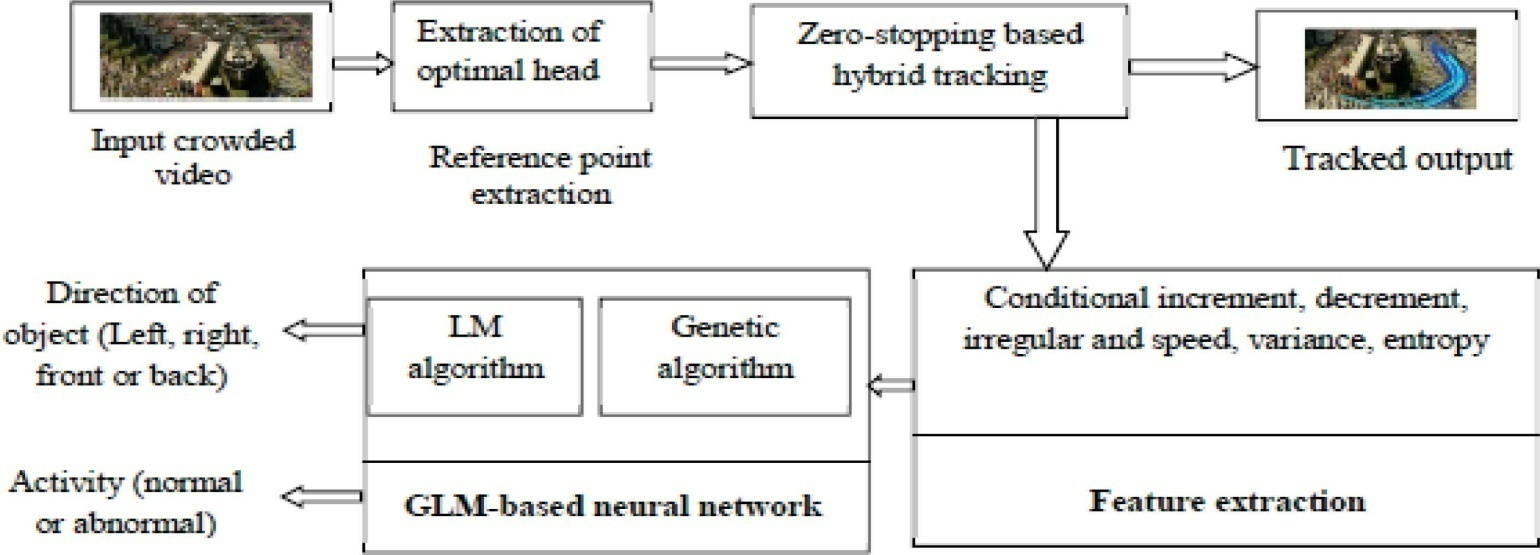 Extraction of
optimal head
Zero-stopping based
hybrid tracking
Input crowded
video
Reference point
extraction
Tracked output
Conditional increment, decrement,
irregular and speed, variance, entropy
Feature extraction
LM
algorithm
Genetic
algorithm
GLM-based neural network
Direction of
object (Left, right,
front or back)
Activity (normal
or abnormal)